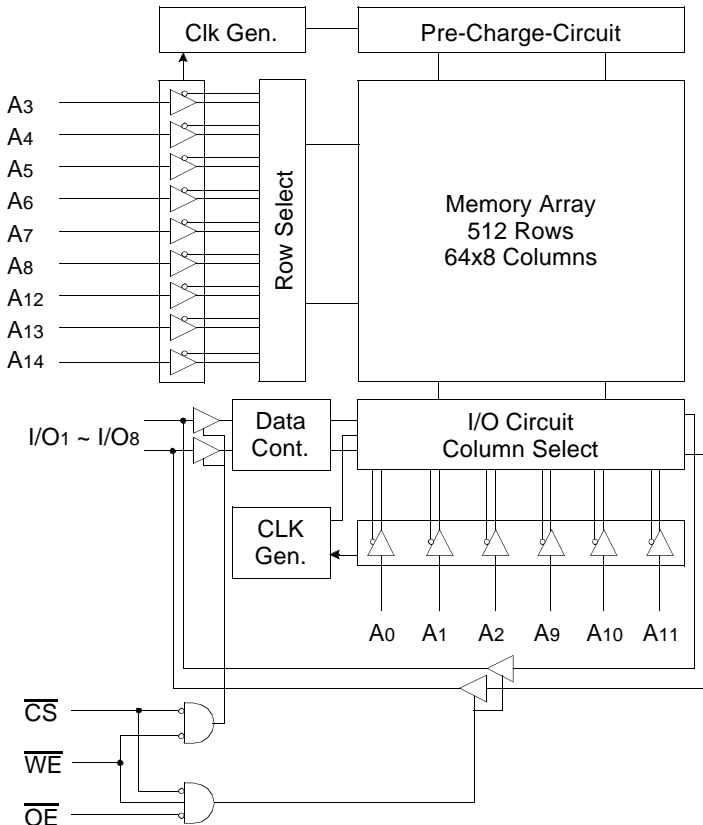 Clk Gen.
Pre-Charge-Circuit
A3
A4
A5
A6
A7
A8
A12
A13
A14
Row Select
Memory Array
512 Rows
64x8 Columns
I/O1 ~ I/O8
Data
Cont.
I/O Circuit
Column Select
CLK
Gen.
A0
A1
A2
A9
A10
A11
CS
WE
OE